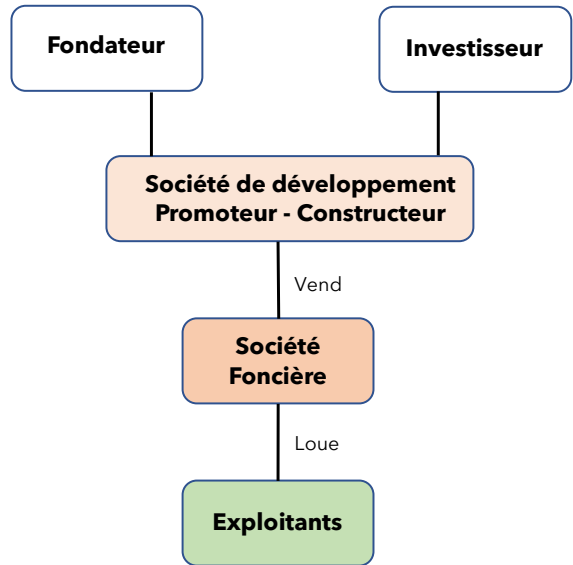 Fondateur
Investisseur
Société de développement
Promoteur - Constructeur
Vend
Société
Foncière
Loue
Exploitants